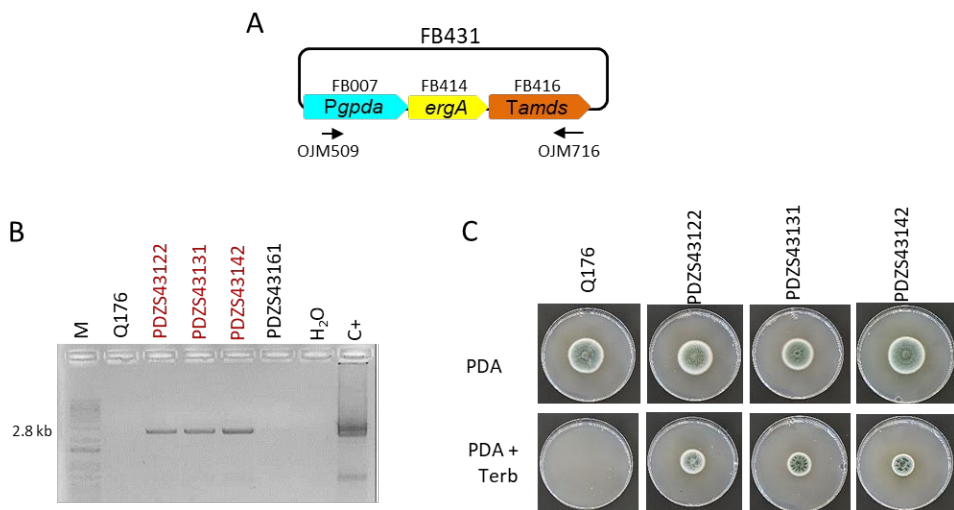 A
FB431
FB007 FB414 FB416
Pgpda ergA Tamds
OJM509 OJM716
B
M Q176 PDZS43122 PDZS43131 PDZS43142 PDZS43161 H₂O C+
2.8 kb
C
Q176 PDZS43122 PDZS43131 PDZS43142
PDA
PDA +
Terb